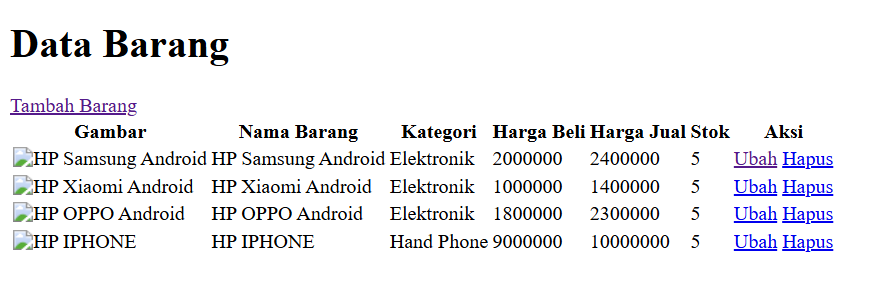 Data Barang
Tambah Barang
Gambar Nama Barang Kategori Harga Beli Harga Jual Stok Aksi
HP Samsung Android HP Samsung Android Elektronik 2000000 2400000 5 Ubah Hapus
HP Xiaomi Android HP Xiaomi Android Elektronik 1000000 1400000 5 Ubah Hapus
HP OPPO Android HP OPPO Android Elektronik 1800000 2300000 5 Ubah Hapus
HP IPHONE HP IPHONE Hand Phone 9000000 10000000 5 Ubah Hapus